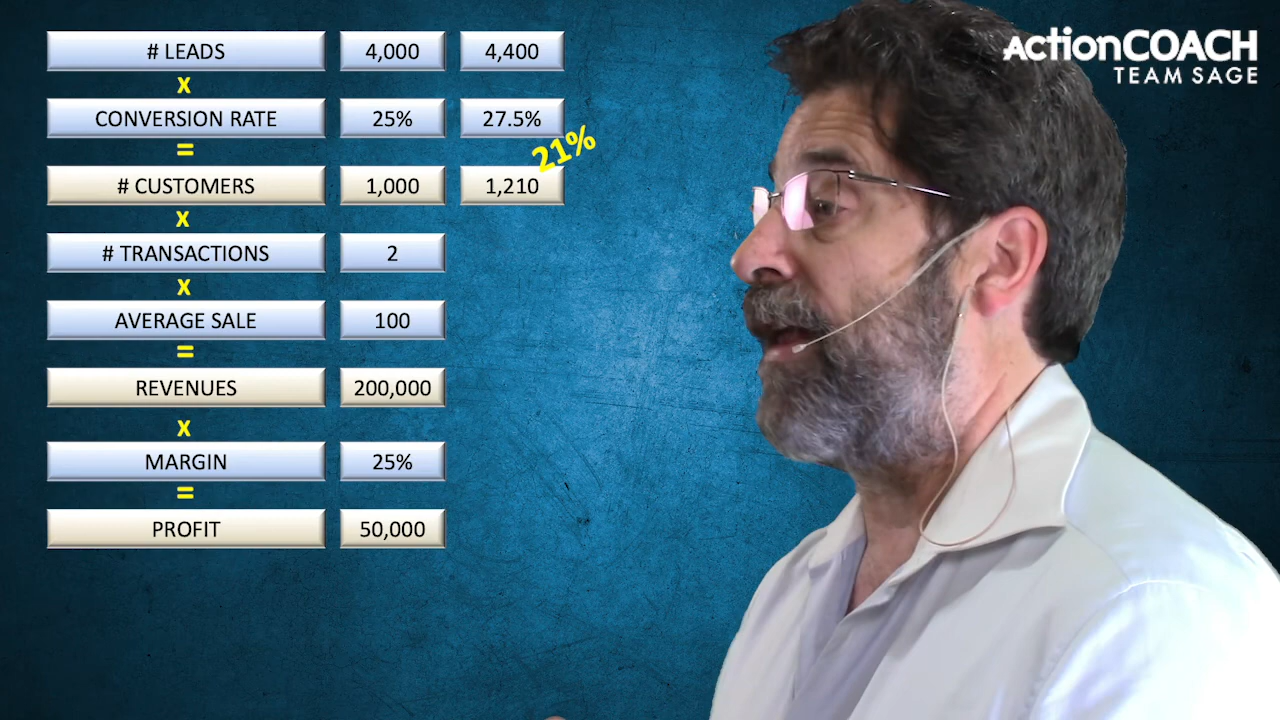 # LEADS 4,000 4,400
x
CONVERSION RATE 25% 27.5%
=
21%
# CUSTOMERS 1,000 1,210
x
# TRANSACTIONS 2
x
AVERAGE SALE 100
=
REVENUES 200,000
x
MARGIN 25%
=
PROFIT 50,000
ActionCOACH
TEAM SAGE